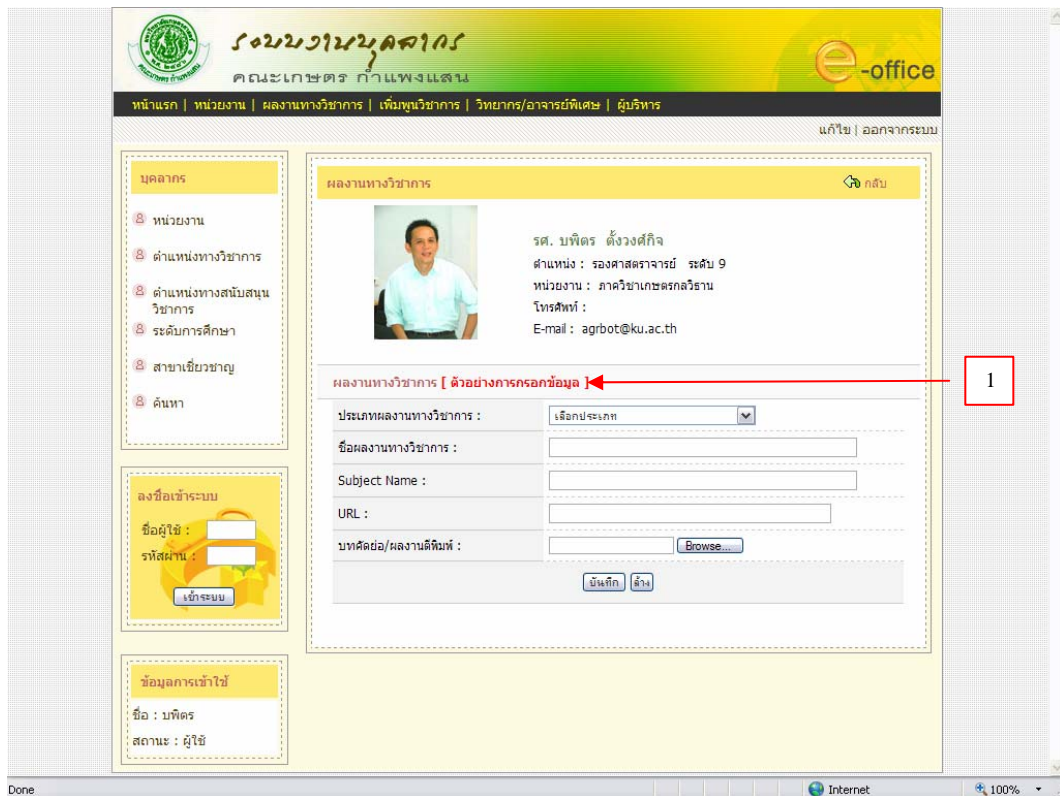 ระบบงานบุคลากร
คณะเกษตร กำแพงแสน
e-office
หน้าแรก | หน่วยงาน | ผลงานทางวิชาการ | เพิ่มพูนวิชาการ | วิทยากร/อาจารย์พิเศษ | ผู้บริหาร
แก้ไข | ออกจากระบบ
บุคลากร
หน่วยงาน
ตำแหน่งทางวิชาการ
ตำแหน่งทางสนับสนุน
วิชาการ
ระดับการศึกษา
สาขาเชี่ยวชาญ
ค้นหา
ลงชื่อเข้าระบบ
ชื่อผู้ใช้ :
รหัสผ่าน :
เข้าระบบ
ข้อมูลการเข้าใช้
ชื่อ : บพิตร
สถานะ : ผู้ใช้
ผลงานทางวิชาการ
กลับ
รศ. บพิตร ตั้งวงศ์กิจ
ตำแหน่ง : รองศาสตราจารย์ ระดับ 9
หน่วยงาน : ภาควิชาเกษตรกลวิธาน
โทรศัพท์ :
E-mail : agrbot@ku.ac.th
ผลงานทางวิชาการ [ ตัวอย่างการกรอกข้อมูล ]
1
ประเภทผลงานทางวิชาการ : เลือกประเภท
ชื่อผลงานทางวิชาการ :
Subject Name :
URL :
บทคัดย่อ/ผลงานตีพิมพ์ : Browse...
บันทึก ล้าง
Done Internet 100%